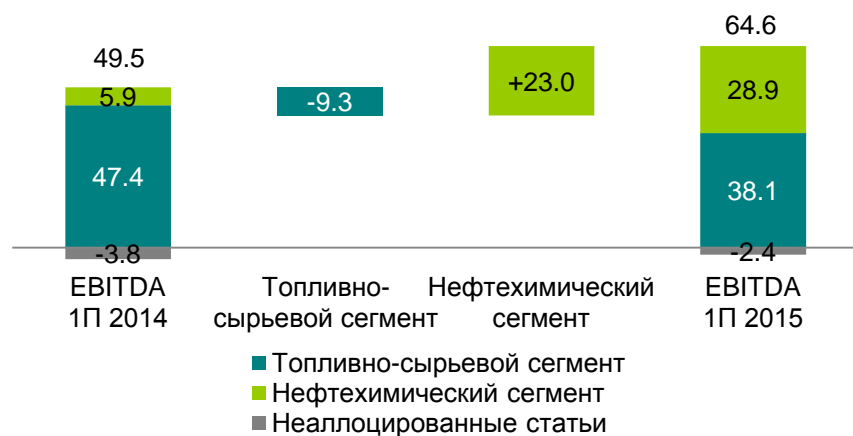 64.6
49.5
5.9
-9.3
+23.0
28.9
47.4
38.1
-3.8
-2.4
EBITDA
1П 2014
Топливно-
сырьевой сегмент
Нефтехимический
сегмент
EBITDA
1П 2015
Топливно-сырьевой сегмент
Нефтехимический сегмент
Неаллоцированные статьи